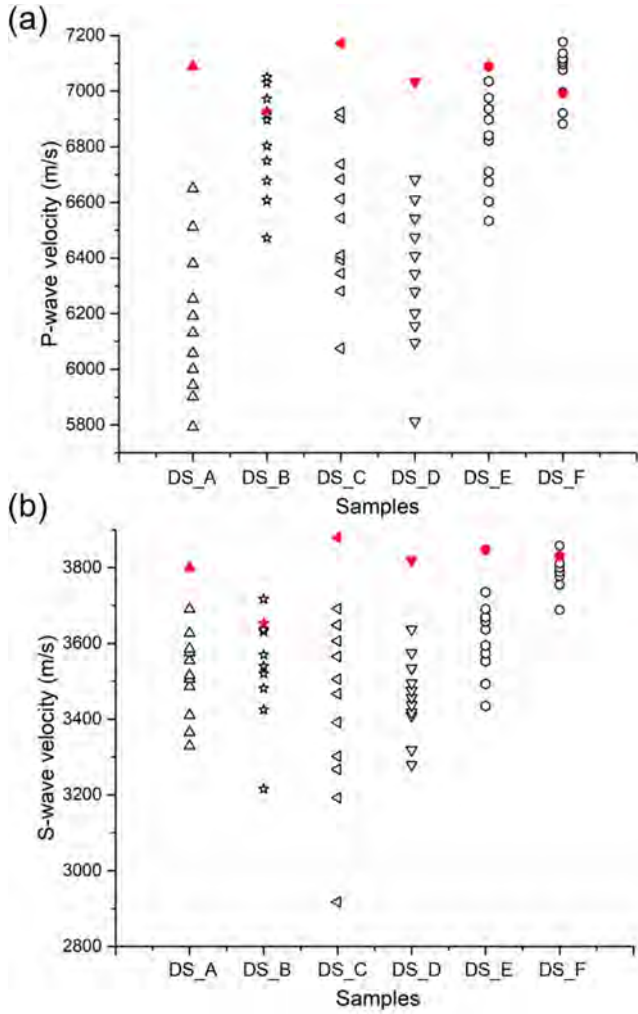 (a)
7200
7000
6800
6600
6400
6200
6000
5800
P-wave velocity (m/s)
DS_A DS_B DS_C DS_D DS_E DS_F
Samples
(b)
3800
3600
3400
3200
3000
2800
S-wave velocity (m/s)
DS_A DS_B DS_C DS_D DS_E DS_F
Samples